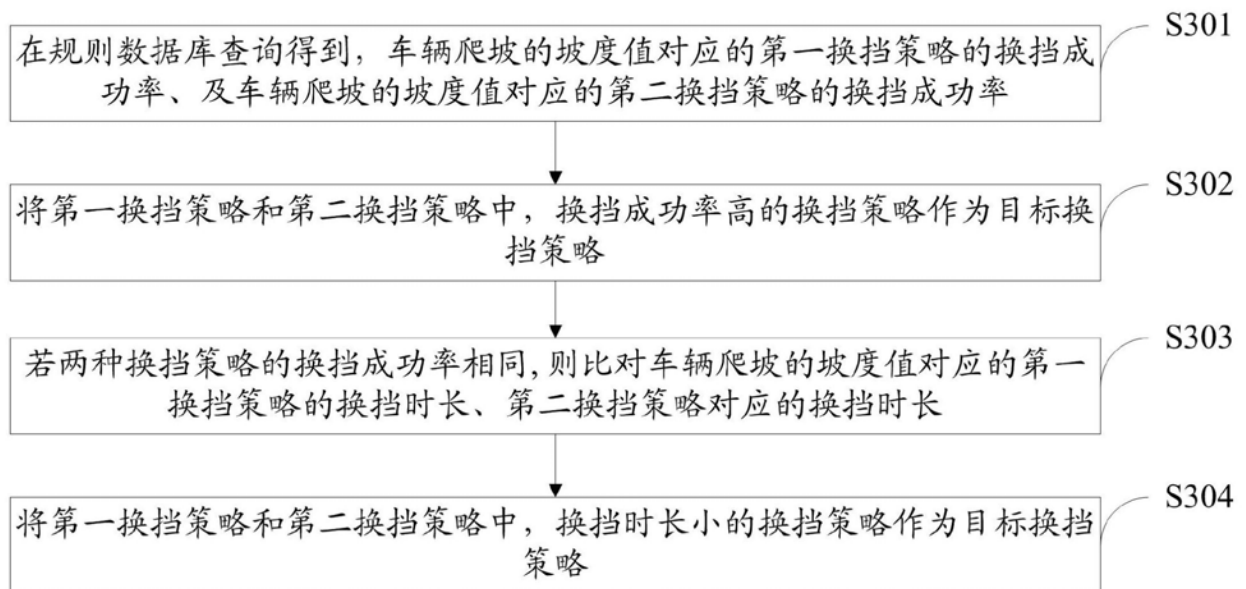 S301
在规则数据库查询得到，车辆爬坡的坡度值对应的第一换挡策略的换挡成
功率、及车辆爬坡的坡度值对应的第二换挡策略的换挡成功率
S302
将第一换挡策略和第二换挡策略中，换挡成功率高的换挡策略作为目标换
挡策略
S303
若两种换挡策略的换挡成功率相同，则比对车辆爬坡的坡度值对应的第一
换挡策略的换挡时长、第二换挡策略对应的换挡时长
S304
将第一换挡策略和第二换挡策略中，换挡时长小的换挡策略作为目标换挡
策略